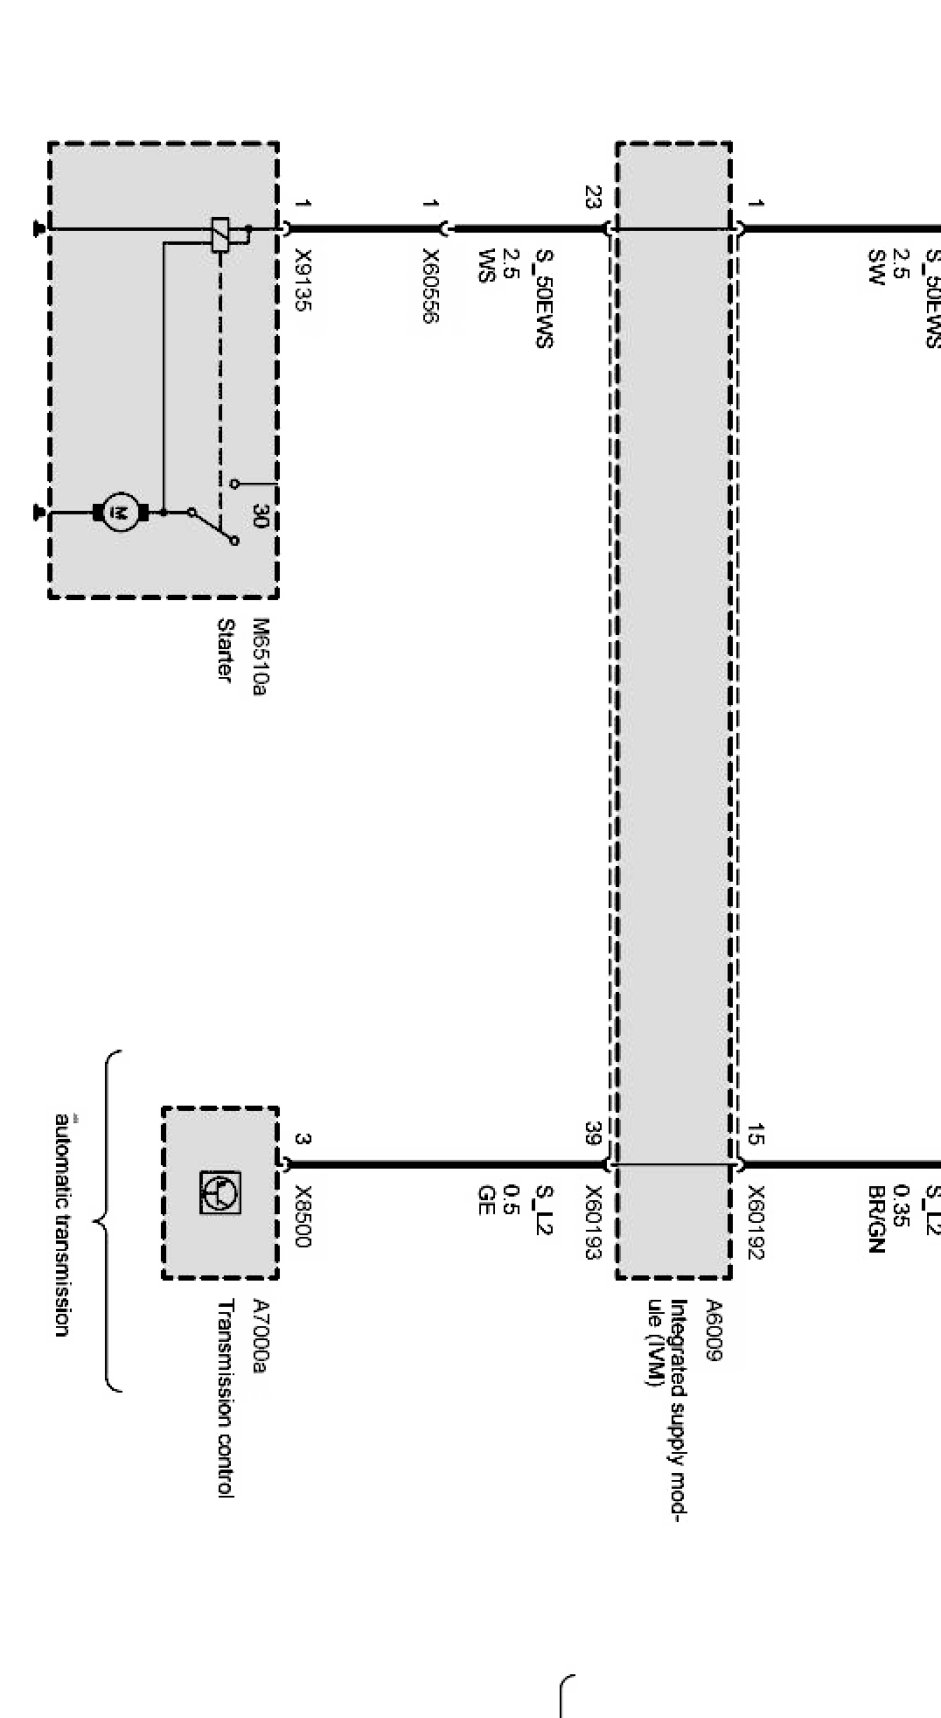 S_50EWS
2.5
SW
1
23
S_50EWS
2.5
WS
1
X60556
1
X9135
30
M
M6510a
Starter
S_L2
0.35
BR/GN
15
X60192
39
X60193
S_L2
0.5
GE
3
X8500
A6009
Integrated supply mod-
ule (IVM)
A7000a
Transmission control
automatic transmission